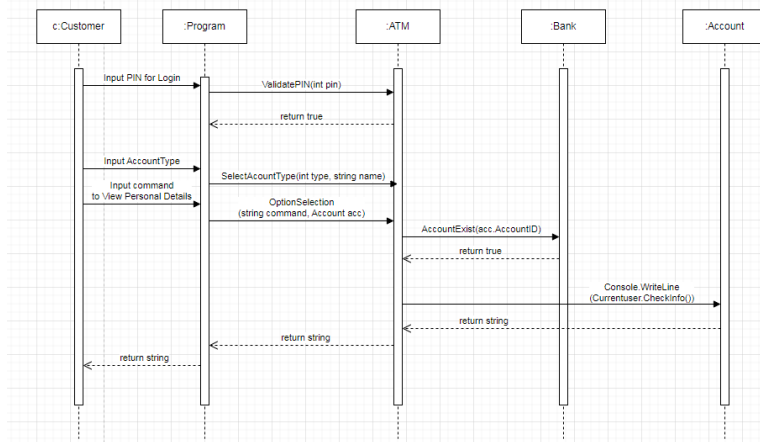 c:Customer
:Program
:ATM
:Bank
:Account
Input PIN for Login
ValidatePIN(int pin)
return true
Input AccountType
SelectAcountType(int type, string name)
Input command
to View Personal Details
OptionSelection
(string command, Account acc)
AccountExist(acc.AccountID)
return true
Console.WriteLine
(Currentuser.CheckInfo())
return string
return string
return string